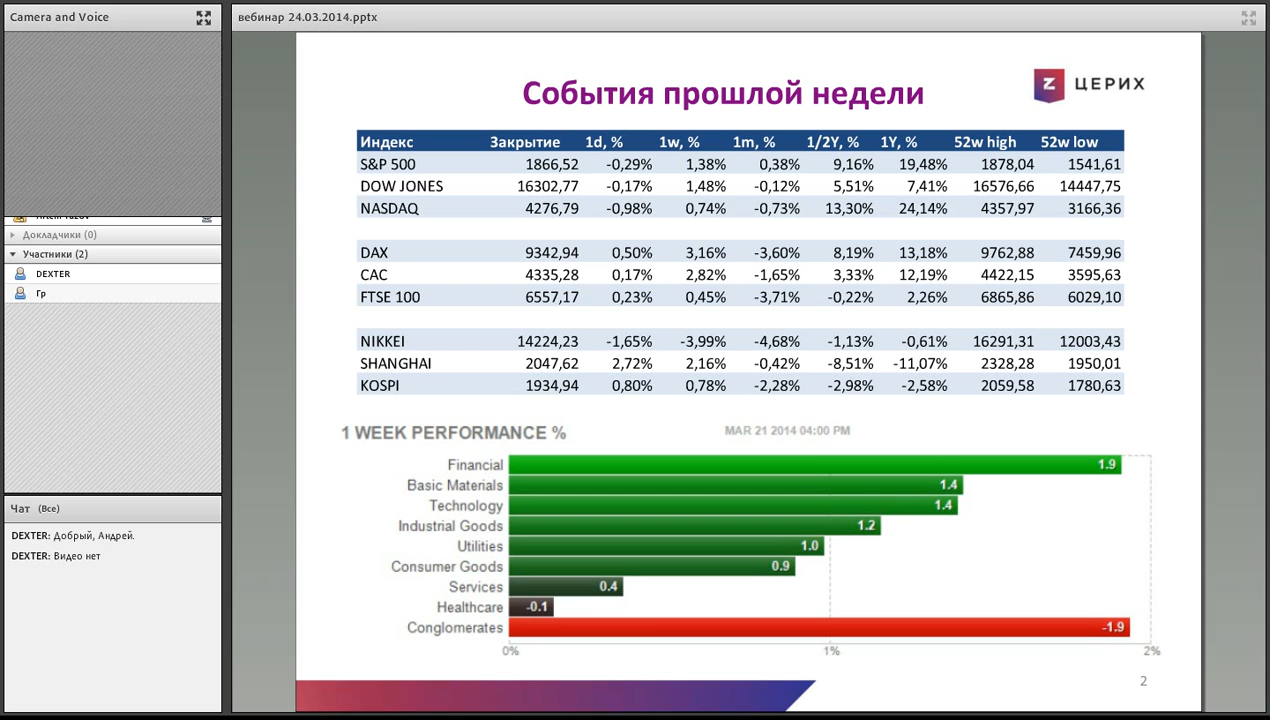 Camera and Voice
Докладчики (0)
Участники (2)
DEXTER
Гр
Чат (Все)
DEXTER: Добрый, Андрей.
DEXTER: Видео нет
вебинар 24.03.2014.pptx
События прошлой недели
Z ЦЕРИХ
Индекс Закрытие 1d, % 1w, % 1m, % 1/2Y, % 1Y, % 52w high 52w low
S&P 500 1866,52 -0,29% 1,38% 0,38% 9,16% 19,48% 1878,04 1541,61
DOW JONES 16302,77 -0,17% 1,48% -0,12% 5,51% 7,41% 16576,66 14447,75
NASDAQ 4276,79 -0,98% 0,74% -0,73% 13,30% 24,14% 4357,97 3166,36
DAX 9342,94 0,50% 3,16% -3,60% 8,19% 13,18% 9762,88 7459,96
CAC 4335,28 0,17% 2,82% -1,65% 3,33% 12,19% 4422,15 3595,63
FTSE 100 6557,17 0,23% 0,45% -3,71% -0,22% 2,26% 6865,86 6029,10
NIKKEI 14224,23 -1,65% -3,99% -4,68% -1,13% -0,61% 16291,31 12003,43
SHANGHAI 2047,62 2,72% 2,16% -0,42% -8,51% -11,07% 2328,28 1950,01
KOSPI 1934,94 0,80% 0,78% -2,28% -2,98% -2,58% 2059,58 1780,63
1 WEEK PERFORMANCE % MAR 21 2014 04:00 PM
Financial 1.9
Basic Materials 1.4
Technology 1.4
Industrial Goods 1.2
Utilities 1.0
Consumer Goods 0.9
Services 0.4
Healthcare -0.1
Conglomerates -1.9
0% 1% 2%
2